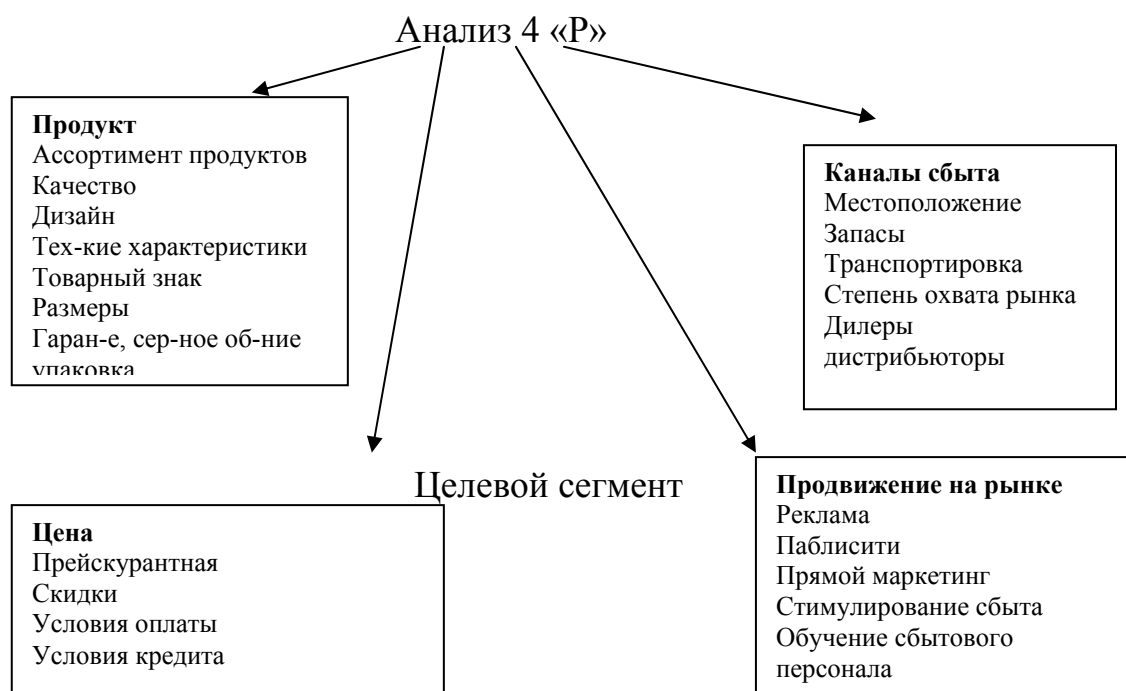 Анализ 4 «Р»
Продукт
Ассортимент продуктов
Качество
Дизайн
Тех-кие характеристики
Товарный знак
Размеры
Гаран-е, сер-ное об-ние
упаковка
Каналы сбыта
Местоположение
Запасы
Транспортировка
Степень охвата рынка
Дилеры
дистрибьюторы
Целевой сегмент
Цена
Прейскурантная
Скидки
Условия оплаты
Условия кредита
Продвижение на рынке
Реклама
Паблисити
Прямой маркетинг
Стимулирование сбыта
Обучение сбытового
персонала